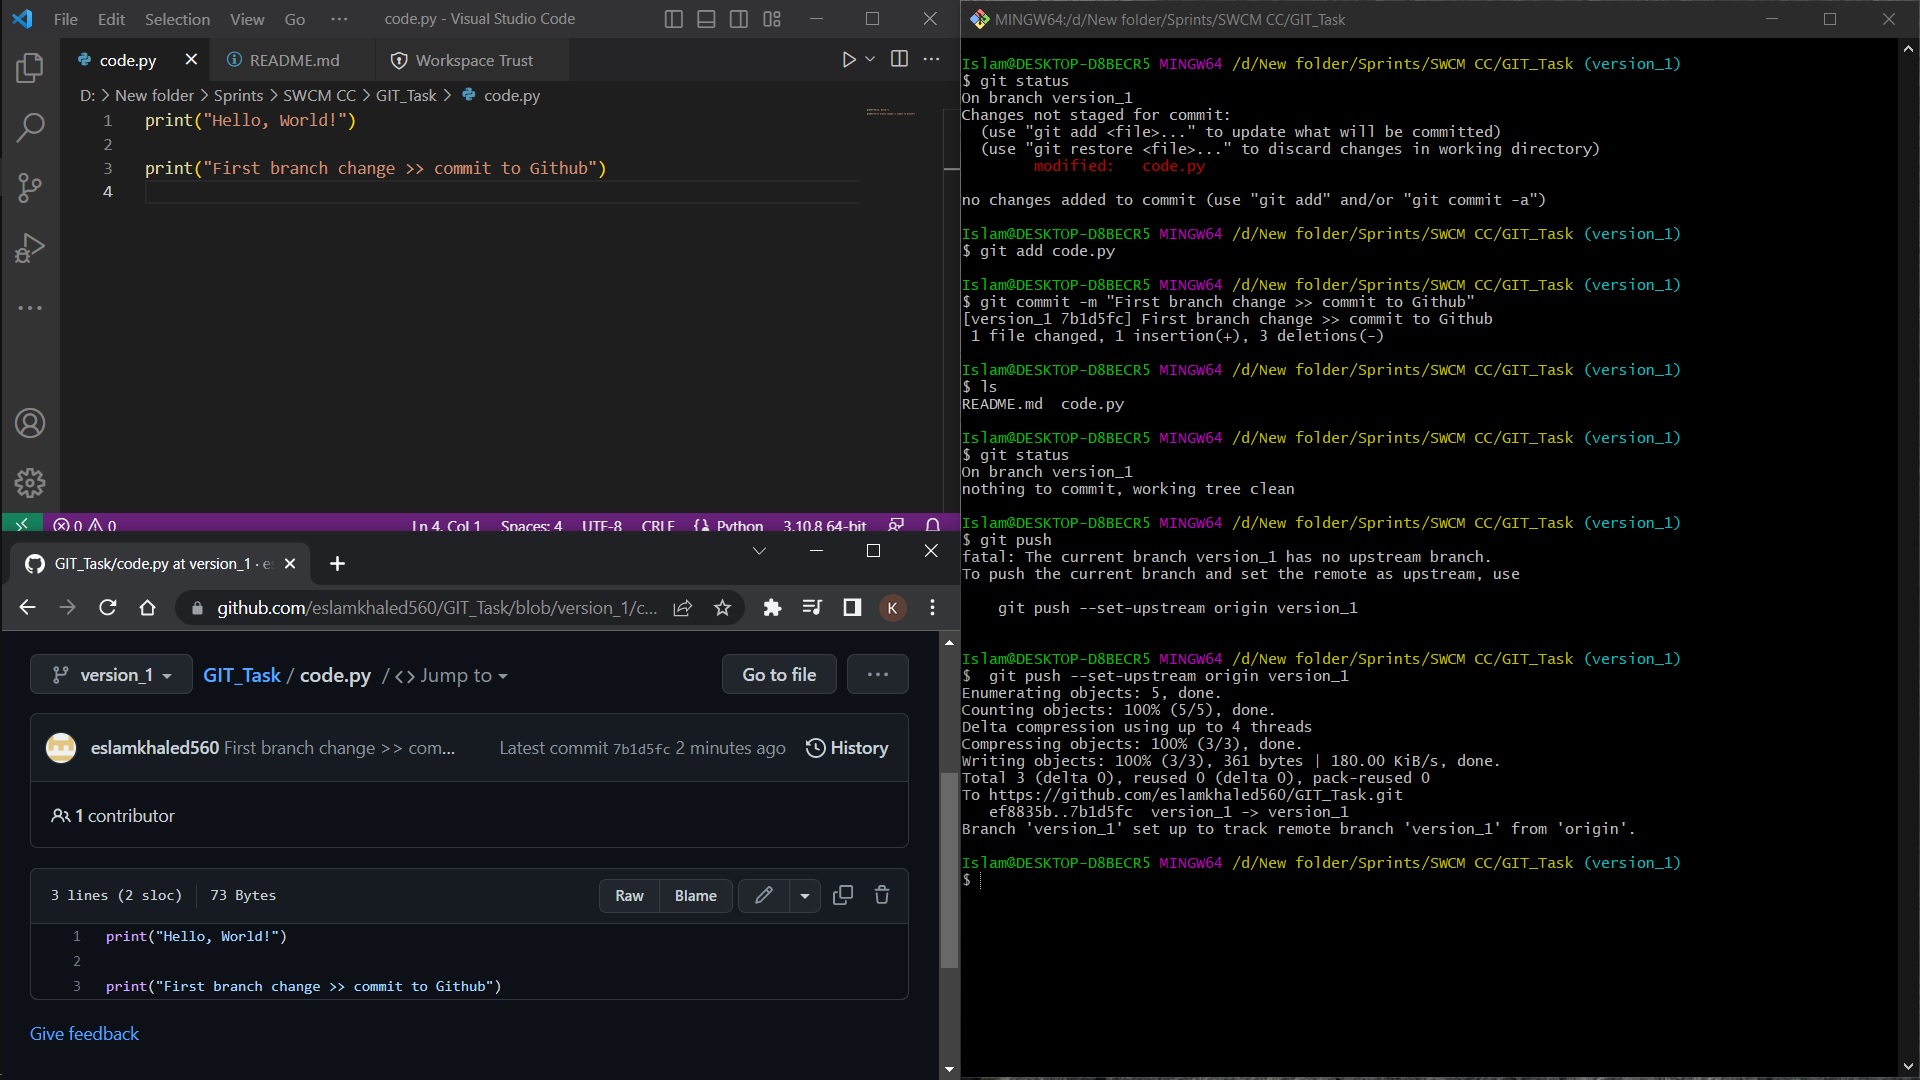 File Edit Selection View Go ··· code.py - Visual Studio Code
code.py README.md Workspace Trust
D: > New folder > Sprints > SWCM CC > GIT_Task > code.py
1 print("Hello, World!")
2
3 print("First branch change >> commit to Github")
4
0 0 Ln 4, Col 1 Spaces: 4 UTF-8 CRLF Python 3.10.8 64-bit
GIT_Task/code.py at version_1 · es
github.com/eslamkhaled560/GIT_Task/blob/version_1/c... K
version_1 GIT_Task / code.py / <> Jump to Go to file ···
eslamkhaled560 First branch change >> com... Latest commit 7b1d5fc 2 minutes ago History
1 contributor
3 lines (2 sloc) 73 Bytes Raw Blame
1 print("Hello, World!")
2
3 print("First branch change >> commit to Github")
Give feedback
MINGW64:/d/New folder/Sprints/SWCM CC/GIT_Task
Islam@DESKTOP-D8BECR5 MINGW64 /d/New folder/Sprints/SWCM CC/GIT_Task (version_1)
$ git status
On branch version_1
Changes not staged for commit:
(use "git add <file>..." to update what will be committed)
(use "git restore <file>..." to discard changes in working directory)
modified: code.py
no changes added to commit (use "git add" and/or "git commit -a")
Islam@DESKTOP-D8BECR5 MINGW64 /d/New folder/Sprints/SWCM CC/GIT_Task (version_1)
$ git add code.py
Islam@DESKTOP-D8BECR5 MINGW64 /d/New folder/Sprints/SWCM CC/GIT_Task (version_1)
$ git commit -m "First branch change >> commit to Github"
[version_1 7b1d5fc] First branch change >> commit to Github
1 file changed, 1 insertion(+), 3 deletions(-)
Islam@DESKTOP-D8BECR5 MINGW64 /d/New folder/Sprints/SWCM CC/GIT_Task (version_1)
$ ls
README.md code.py
Islam@DESKTOP-D8BECR5 MINGW64 /d/New folder/Sprints/SWCM CC/GIT_Task (version_1)
$ git status
On branch version_1
nothing to commit, working tree clean
Islam@DESKTOP-D8BECR5 MINGW64 /d/New folder/Sprints/SWCM CC/GIT_Task (version_1)
$ git push
fatal: The current branch version_1 has no upstream branch.
To push the current branch and set the remote as upstream, use
git push --set-upstream origin version_1
Islam@DESKTOP-D8BECR5 MINGW64 /d/New folder/Sprints/SWCM CC/GIT_Task (version_1)
$ git push --set-upstream origin version_1
Enumerating objects: 5, done.
Counting objects: 100% (5/5), done.
Delta compression using up to 4 threads
Compressing objects: 100% (3/3), done.
Writing objects: 100% (3/3), 361 bytes | 180.00 KiB/s, done.
Total 3 (delta 0), reused 0 (delta 0), pack-reused 0
To https://github.com/eslamkhaled560/GIT_Task.git
ef8835b..7b1d5fc version_1 -> version_1
Branch 'version_1' set up to track remote branch 'version_1' from 'origin'.
Islam@DESKTOP-D8BECR5 MINGW64 /d/New folder/Sprints/SWCM CC/GIT_Task (version_1)
$